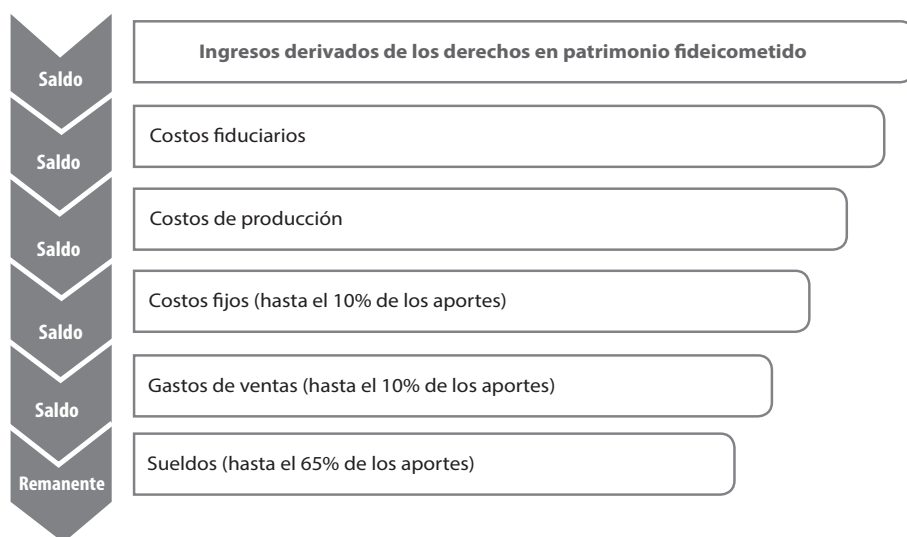 Ingresos derivados de los derechos en patrimonio fideicometido
Saldo
Costos fiduciarios
Saldo
Costos de producción
Saldo
Costos fijos (hasta el 10% de los aportes)
Saldo
Gastos de ventas (hasta el 10% de los aportes)
Saldo
Sueldos (hasta el 65% de los aportes)
Remanente